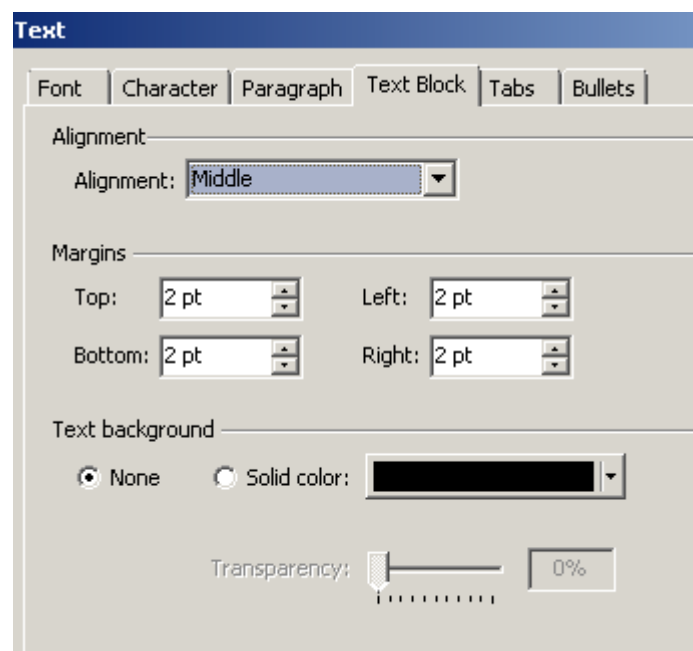 Text
Font Character Paragraph Text Block Tabs Bullets
Alignment
Alignment: Middle
Margins
Top: 2 pt Left: 2 pt
Bottom: 2 pt Right: 2 pt
Text background
None Solid color:
Transparency: 0%